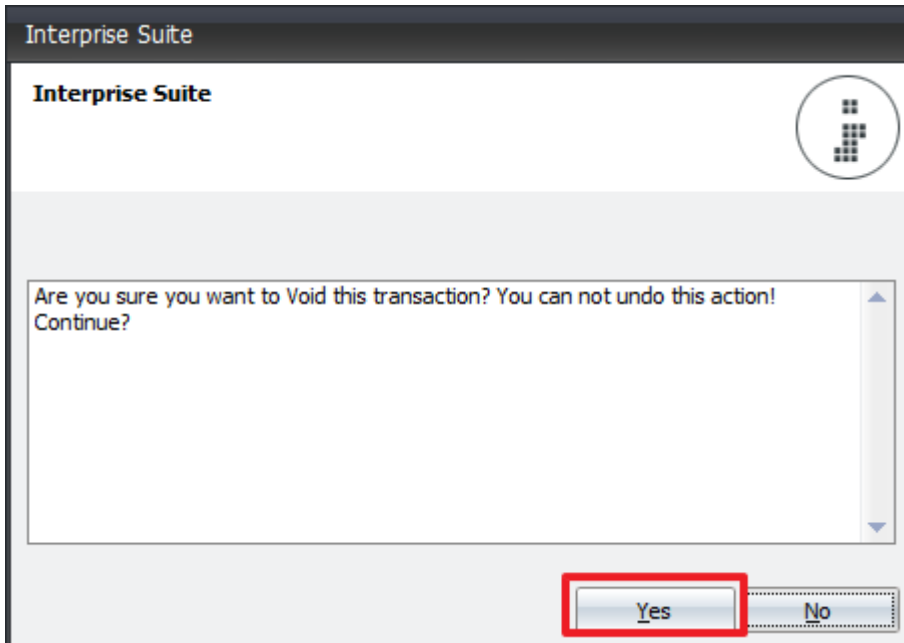 Interprise Suite
Interprise Suite
Are you sure you want to Void this transaction? You can not undo this action!
Continue?
Yes
No